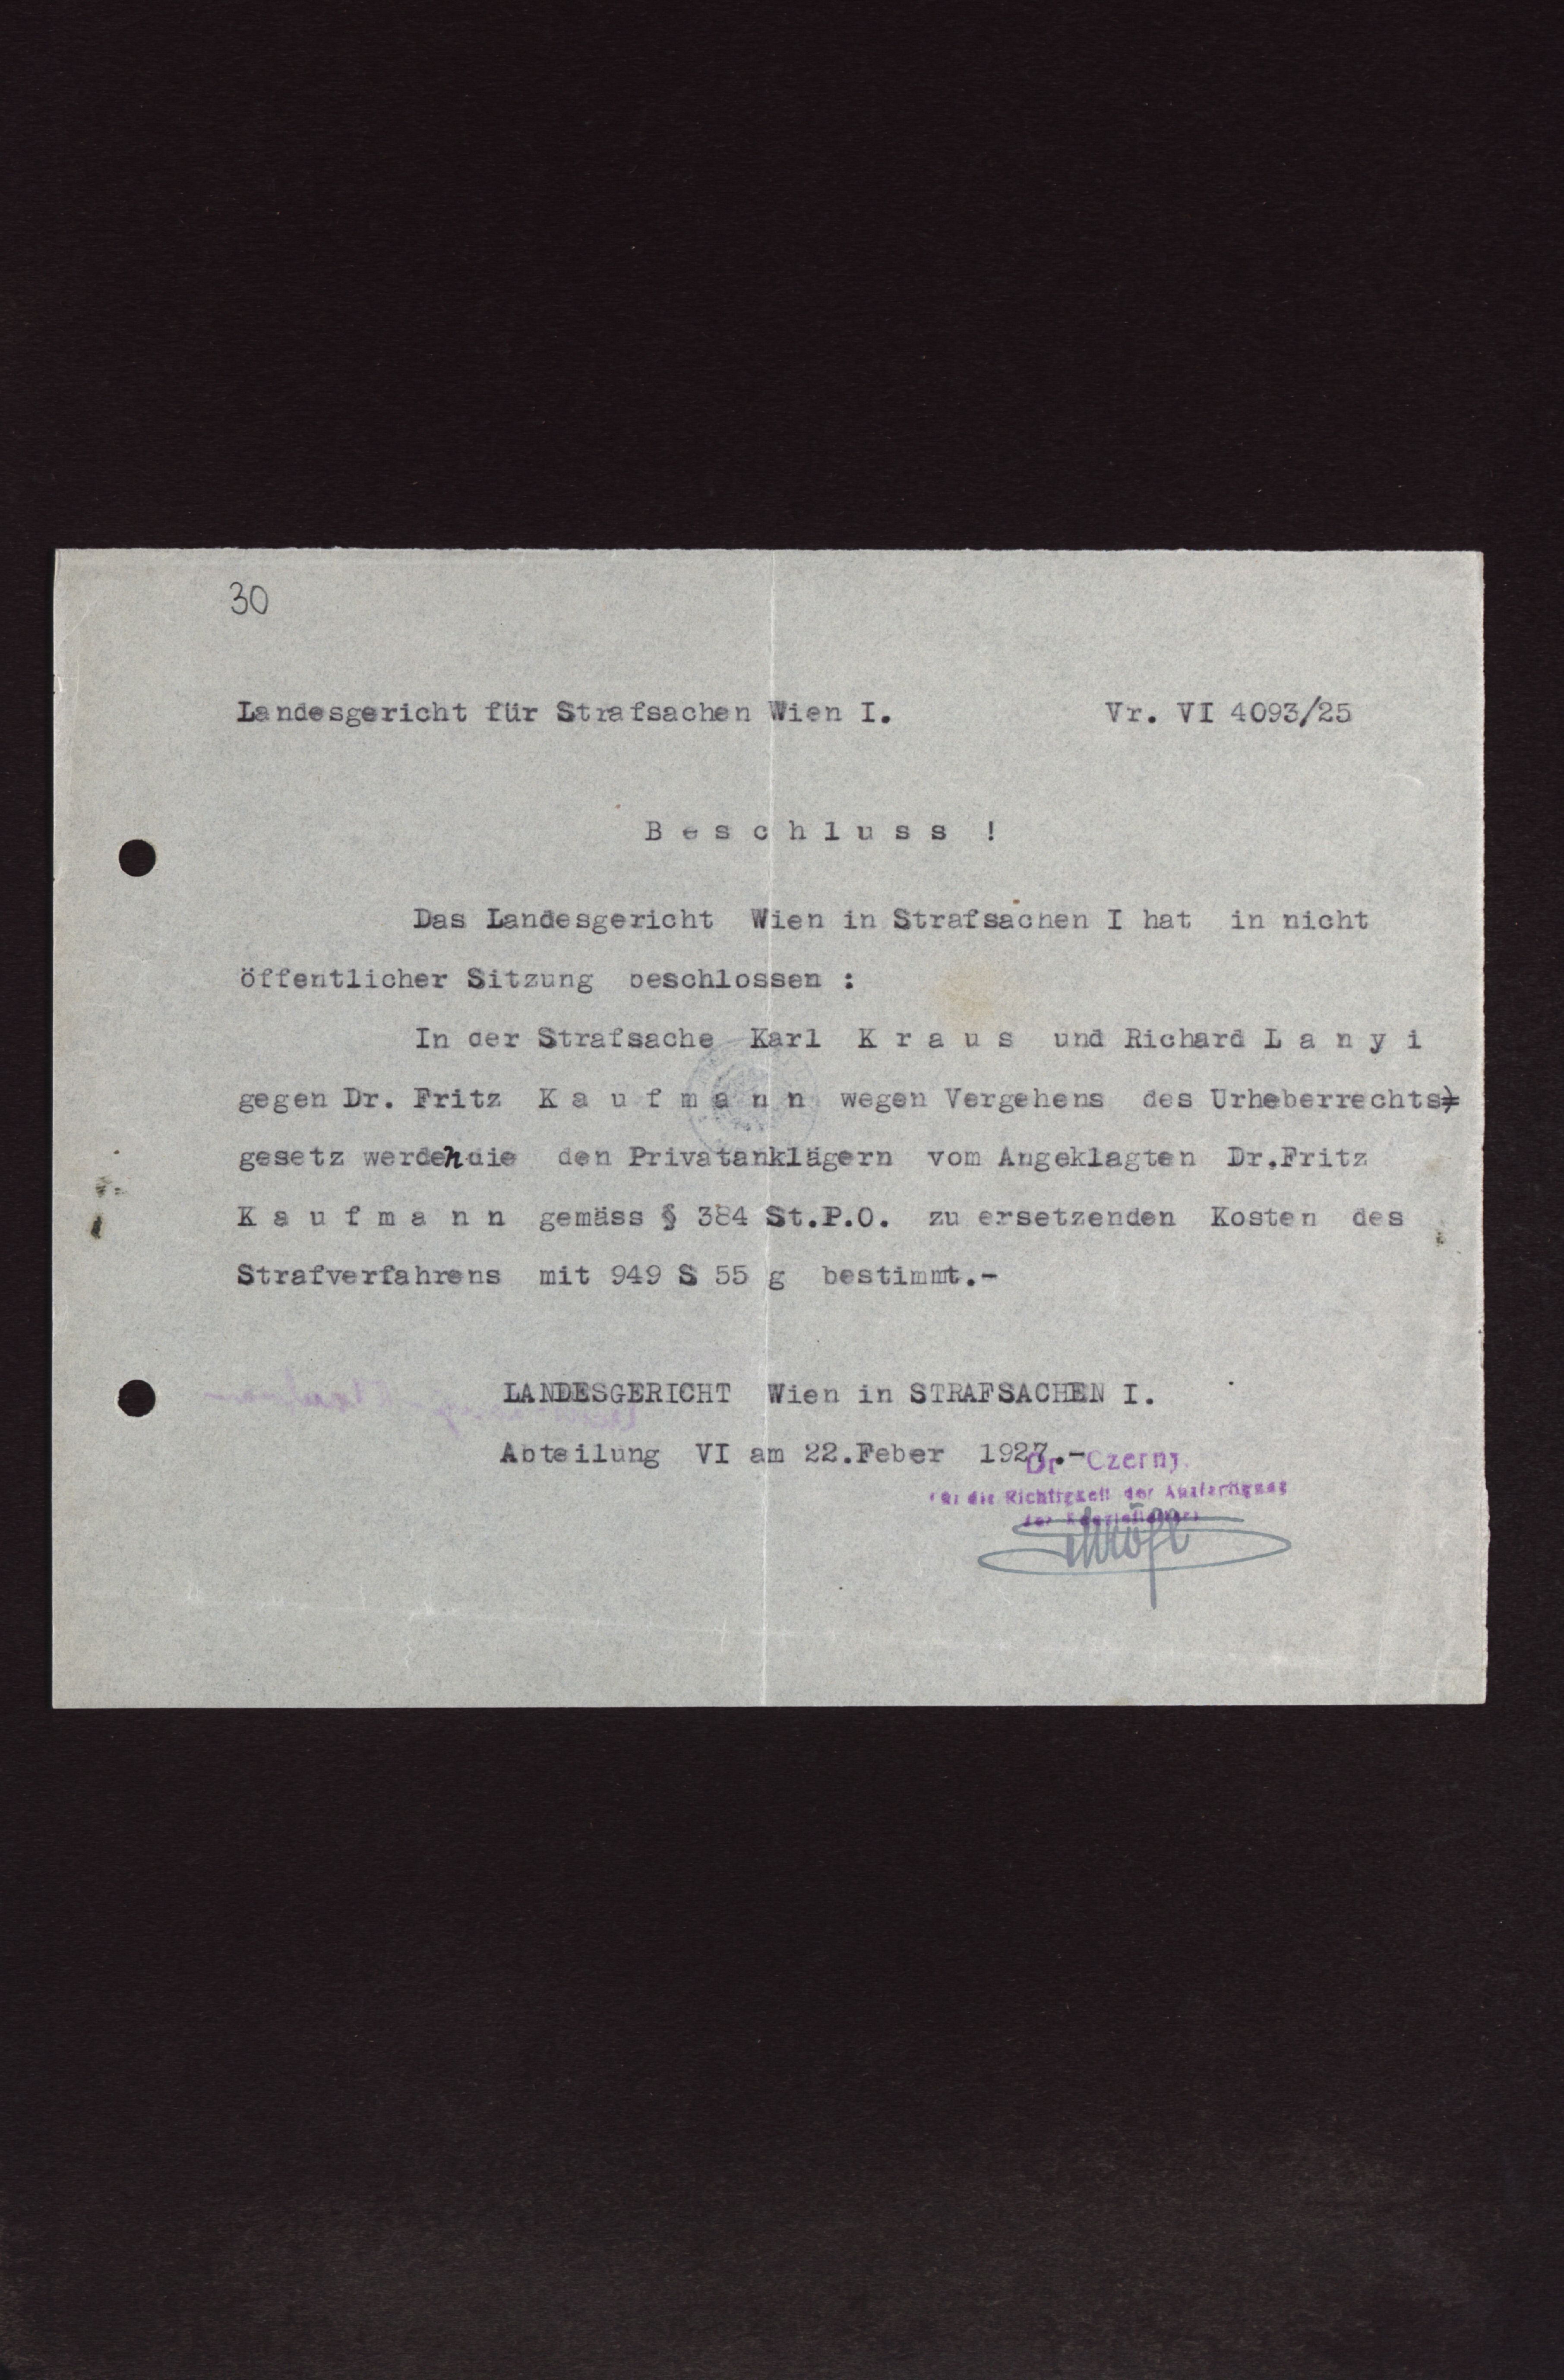 30
Landesgericht für Strafsachen Wien I. Vr. VI 4093/25
B e s c h l u s s !
Das Landesgericht Wien in Strafsachen I hat in nicht
öffentlicher Sitzung beschlossen :
In der Strafsache Karl K r a u s und Richard L a n y i
gegen Dr. Fritz K a u f m a n n wegen Vergehens des Urheberrechts=
gesetz werden die den Privatanklägern vom Angeklagten Dr.Fritz
K a u f m a n n gemäss § 384 St.P.O. zu ersetzenden Kosten des
Strafverfahrens mit 949 S 55 g bestimmt.-
LANDESGERICHT Wien in STRAFSACHEN I.
Abteilung VI am 22.Feber 1927.-
Dr Czerny.
Für die Richtigkeit der Ausfertigung
der